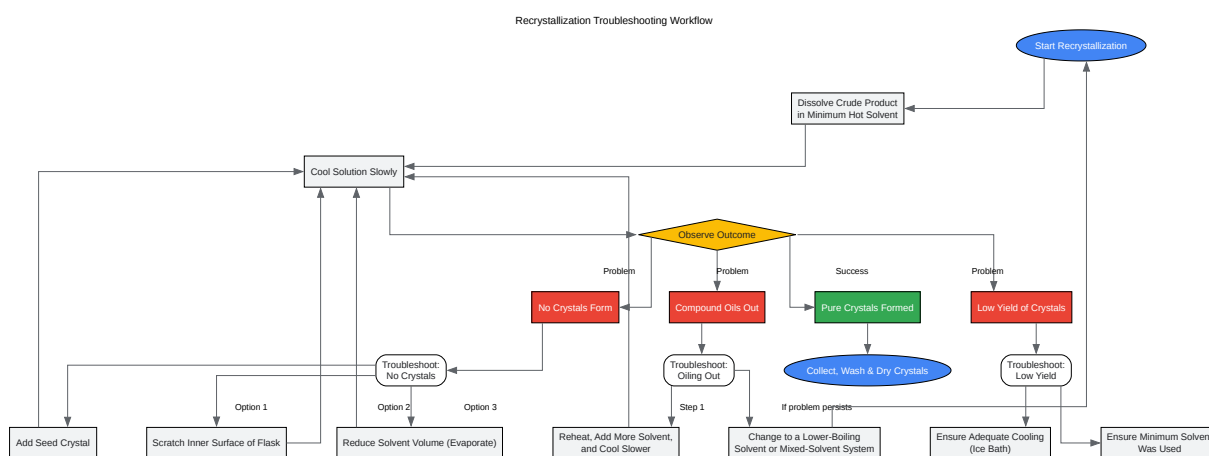 Recrystallization Troubleshooting Workflow
Start Recrystallization
Dissolve Crude Product
in Minimum Hot Solvent
Cool Solution Slowly
Observe Outcome
Problem
Problem
Success
Problem
No Crystals Form
Compound Oils Out
Pure Crystals Formed
Low Yield of Crystals
Troubleshoot:
No Crystals
Troubleshoot:
Oiling Out
Collect, Wash & Dry Crystals
Troubleshoot:
Low Yield
Option 1
Option 2
Option 3
Step 1
If problem persists
Add Seed Crystal
Scratch Inner Surface of Flask
Reduce Solvent Volume (Evaporate)
Reheat, Add More Solvent,
and Cool Slower
Change to a Lower-Boiling
Solvent or Mixed-Solvent System
Ensure Adequate Cooling
(Ice Bath)
Ensure Minimum Solvent
Was Used